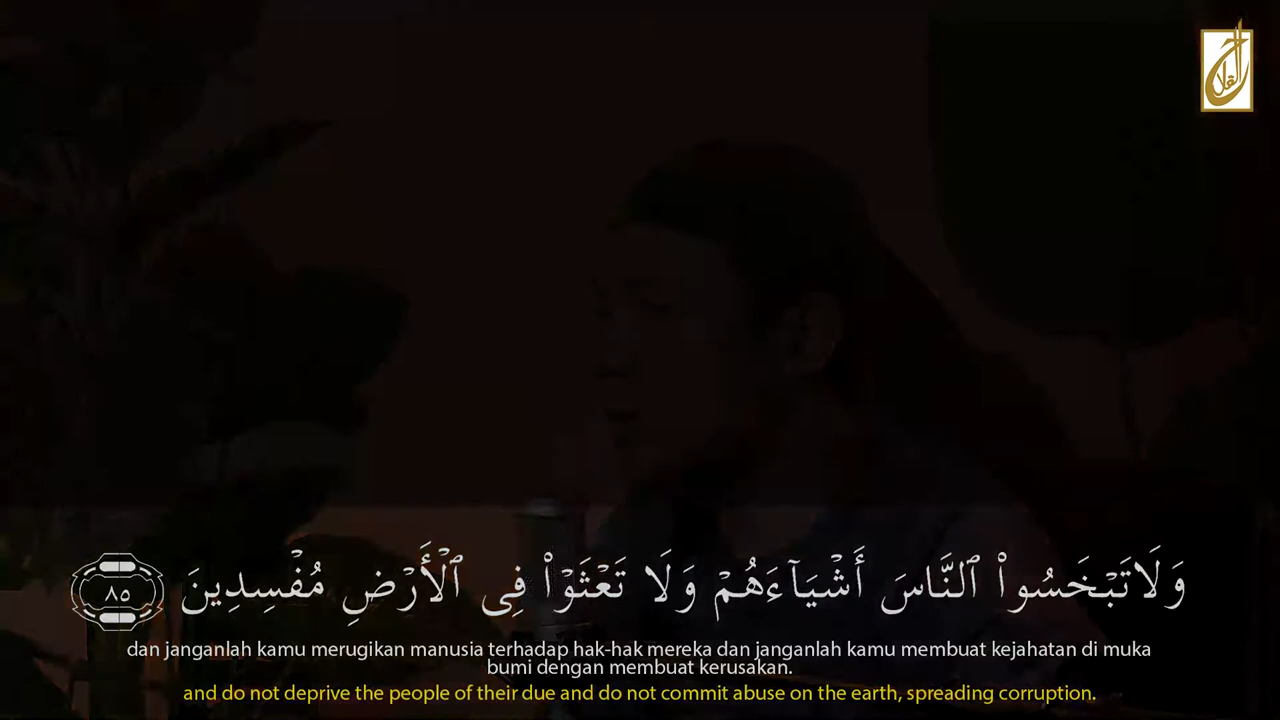 القلاح
وَلَا تَبْخَسُوا۟ ٱلنَّاسَ أَشْيَآءَهُمْ وَلَا تَعْثَوْا۟ فِى ٱلْأَرْضِ مُفْسِدِينَ ٨٥
dan janganlah kamu merugikan manusia terhadap hak-hak mereka dan janganlah kamu membuat kejahatan di muka
bumi dengan membuat kerusakan.
and do not deprive the people of their due and do not commit abuse on the earth, spreading corruption.